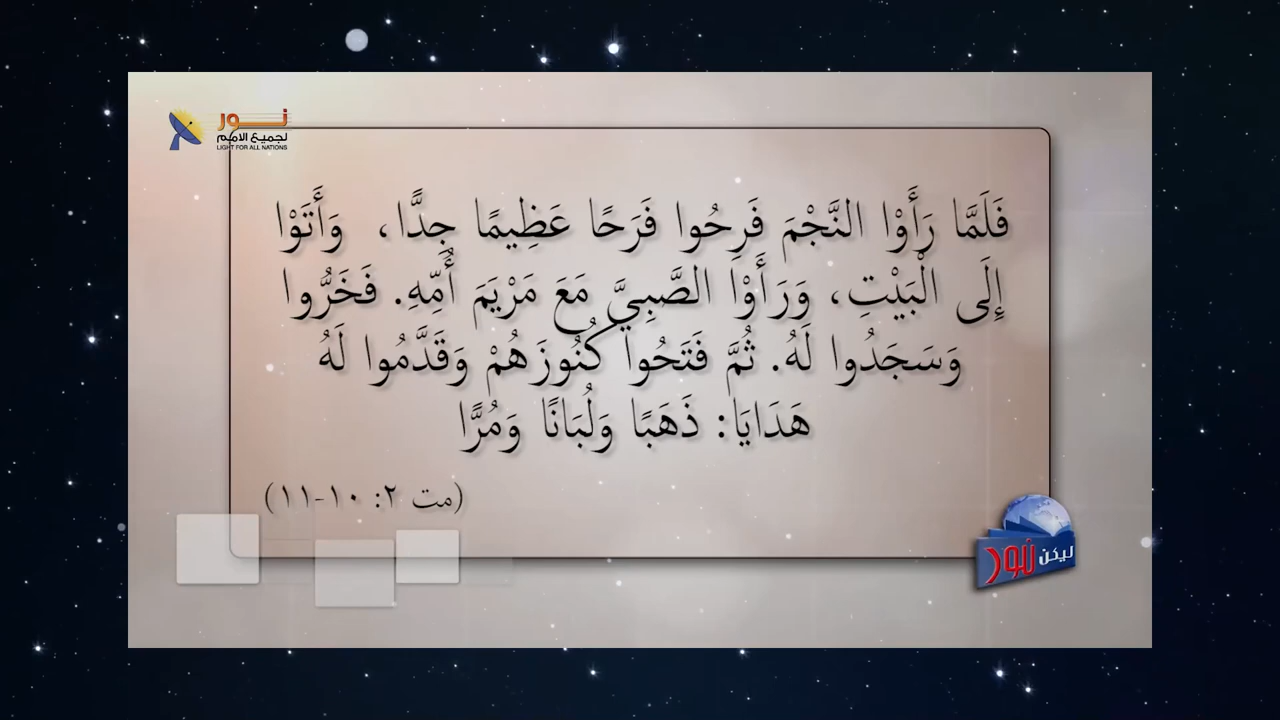 نور
لجميع الامم
LIGHT FOR ALL NATIONS
فَلَمَّا رَأَوْا النَّجْمَ فَرِحُوا فَرَحًا عَظِيمًا جِدًّا، وَأَتَوْا
إِلَى الْبَيْتِ، وَرَأَوْا الصَّبِيَّ مَعَ مَرْيَمَ أُمِّهِ. فَخَرُّوا
وَسَجَدُوا لَهُ. ثُمَّ فَتَحُوا كُنُوزَهُمْ وَقَدَّمُوا لَهُ
هَدَايَا: ذَهَبًا وَلُبَانًا وَمُرًّا
(مت ٢: ١٠-١١)
ليكن نور